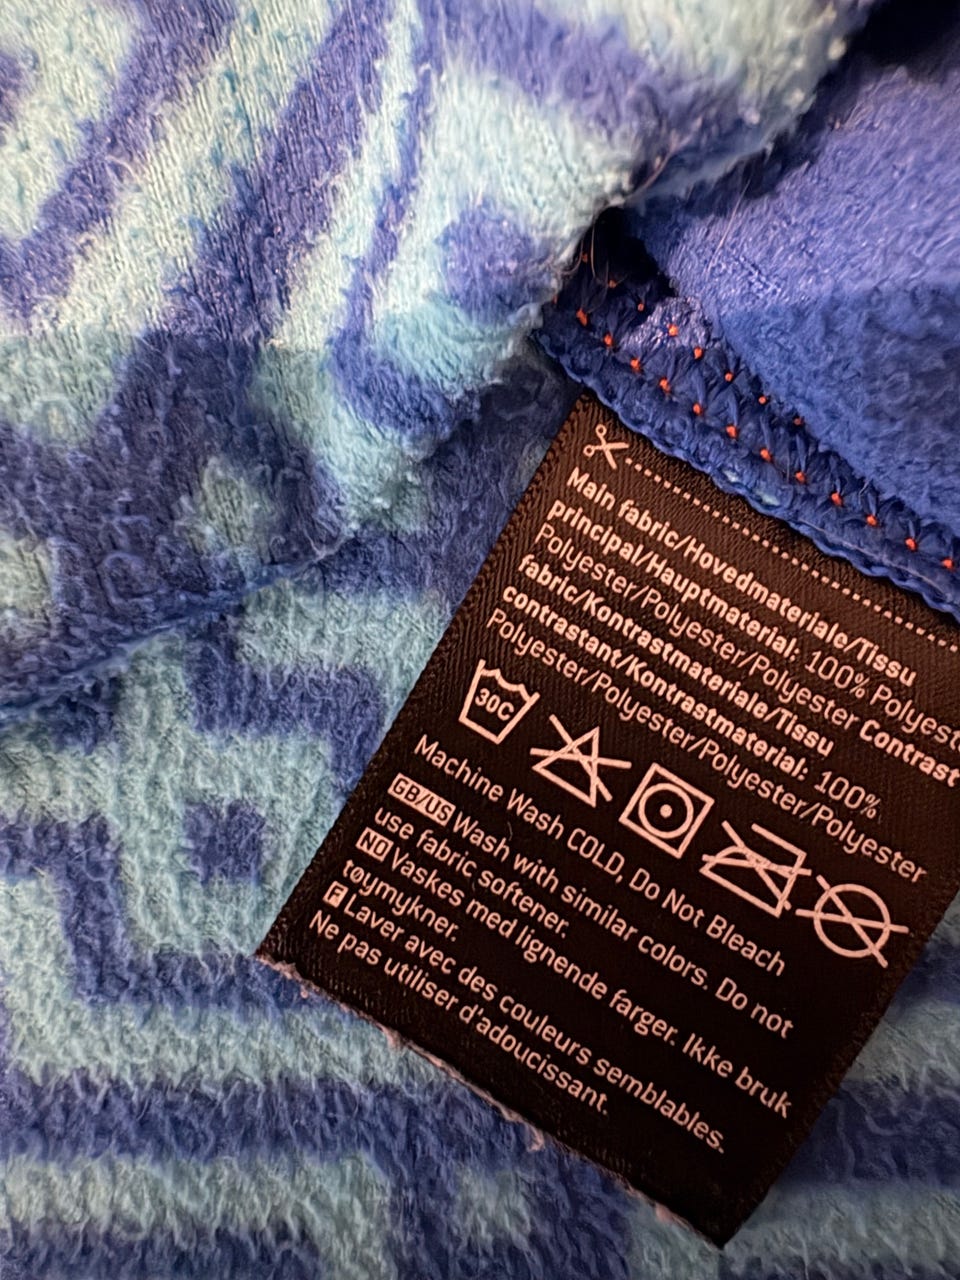 Main fabric/Hovedmateriale/Tissu
principal/Hauptmaterial: 100% Polyester
Polyester/Polyester/Polyester Contrast
fabric/Kontrastmateriale/Tissu
contrastant/Kontrastmaterial: 100%
Polyester/Polyester/Polyester/Polyester
30C
Machine Wash COLD, Do Not Bleach
GB/US Wash with similar colors. Do not
use fabric softener.
NO Vaskes med lignende farger. Ikke bruk
tøymykner.
F Laver avec des couleurs semblables.
Ne pas utiliser d'adoucissant.